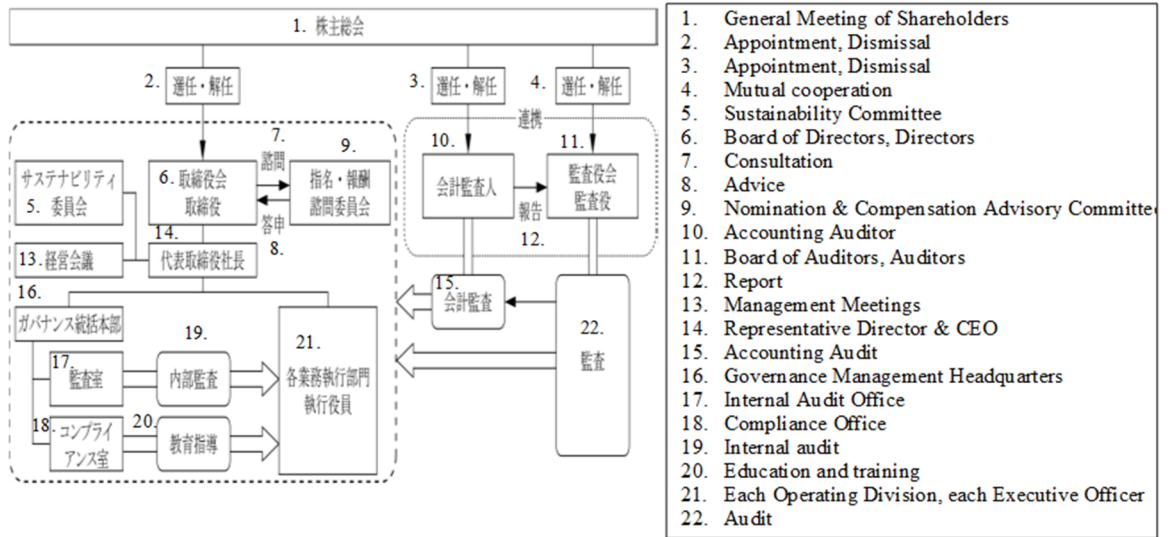 1. 株主総会
2. 選任・解任
3. 選任・解任
4. 選任・解任
連携
7.
諮問
9.
10.
11.
サステナビリティ
5. 委員会
6. 取締役会
取締役
指名・報酬
諮問委員会
会計監査人
報告
監査役会
監査役
答申
8.
12.
13. 経営会議
14.
代表取締役社長
15.
会計監査
16.
ガバナンス統括本部
17.
監査室
19.
内部監査
21.
各業務執行部門
執行役員
22.
監査
18.
コンプライ
アンス室
20.
教育指導
1. General Meeting of Shareholders
2. Appointment, Dismissal
3. Appointment, Dismissal
4. Mutual cooperation
5. Sustainability Committee
6. Board of Directors, Directors
7. Consultation
8. Advice
9. Nomination & Compensation Advisory Committe
10. Accounting Auditor
11. Board of Auditors, Auditors
12. Report
13. Management Meetings
14. Representative Director & CEO
15. Accounting Audit
16. Governance Management Headquarters
17. Internal Audit Office
18. Compliance Office
19. Internal audit
20. Education and training
21. Each Operating Division, each Executive Officer
22. Audit